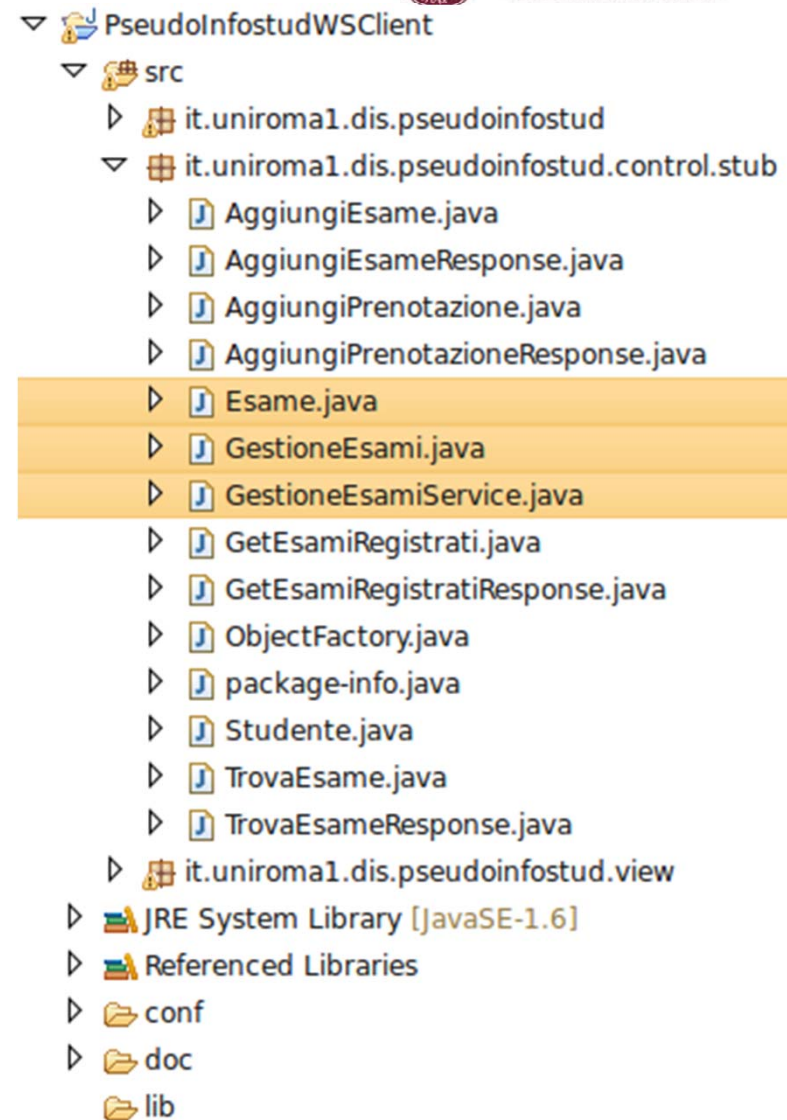 PseudoInfostudWSClient
src
it.uniroma1.dis.pseudoinfostud
it.uniroma1.dis.pseudoinfostud.control.stub
AggiungiEsame.java
AggiungiEsameResponse.java
AggiungiPrenotazione.java
AggiungiPrenotazioneResponse.java
Esame.java
GestioneEsami.java
GestioneEsamiService.java
GetEsamiRegistrati.java
GetEsamiRegistratiResponse.java
ObjectFactory.java
package-info.java
Studente.java
TrovaEsame.java
TrovaEsameResponse.java
it.uniroma1.dis.pseudoinfostud.view
JRE System Library [JavaSE-1.6]
Referenced Libraries
conf
doc
lib